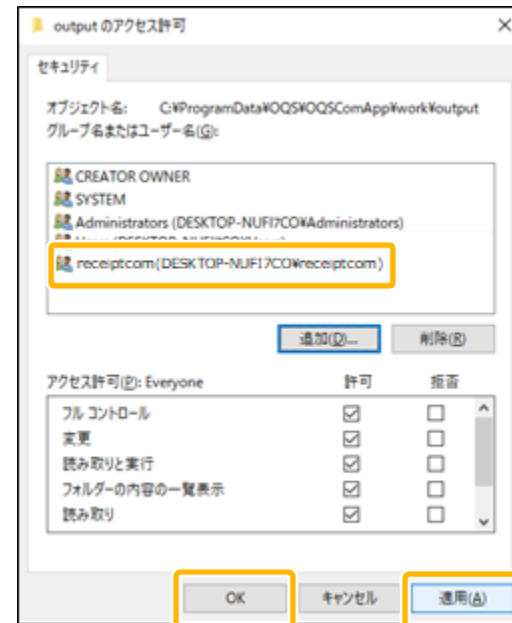 output のアクセス許可
セキュリティ
オブジェクト名: C:¥ProgramData¥OQS¥OQSComApp¥work¥output
グループ名またはユーザー名(G):
CREATOR OWNER
SYSTEM
Administrators (DESKTOP-NUFI7CO¥Administrators)
receiptcom(DESKTOP-NUFI7CO¥receiptcom)
追加(D)... 削除(R)
アクセス許可(P): Everyone 許可 拒否
フル コントロール
変更
読み取りと実行
フォルダーの内容の一覧表示
読み取り
OK キャンセル 適用(A)